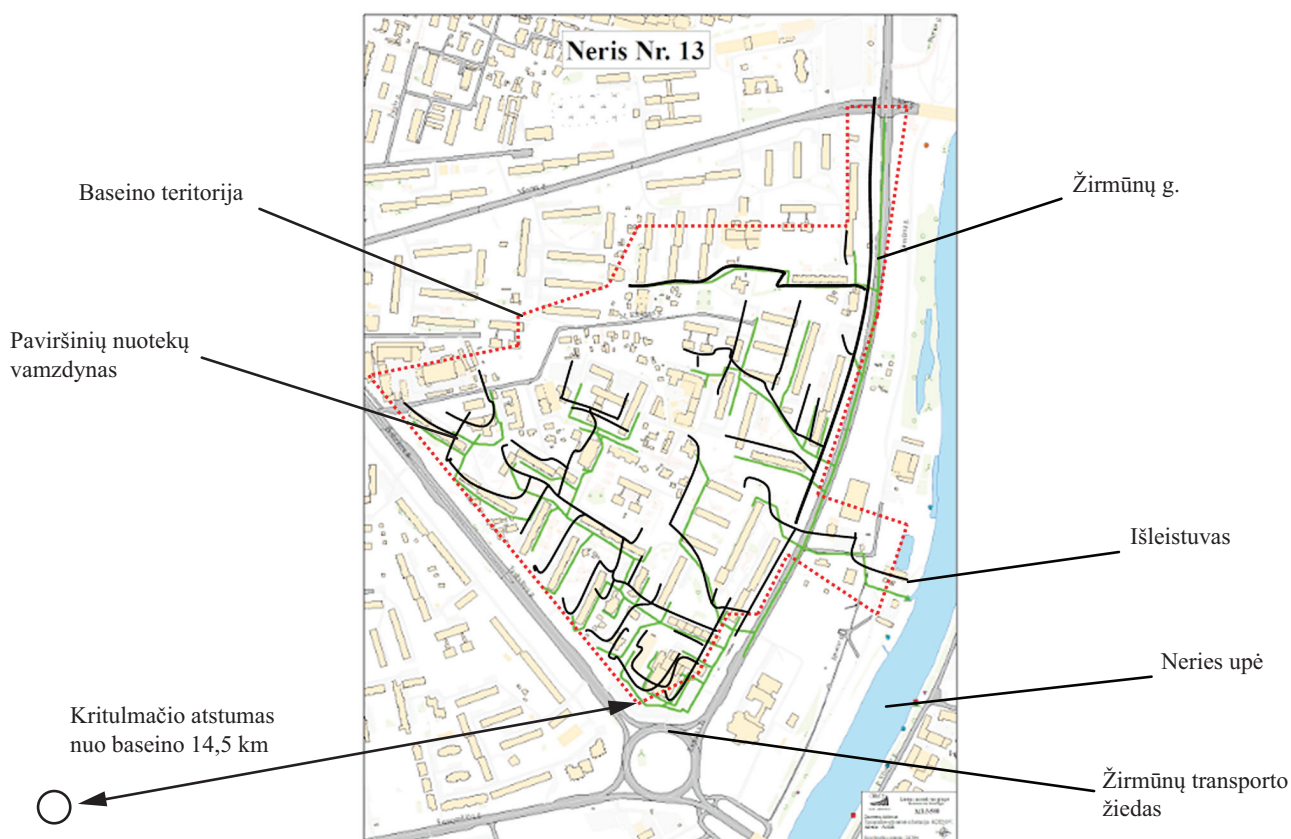 Neris Nr. 13
Baseino teritorija
Žirmūnų g.
Paviršinių nuotekų
vamzdynas
Išleistuvas
Neries upė
Kritulmačio atstumas
nuo baseino 14,5 km
Žirmūnų transporto
žiedas